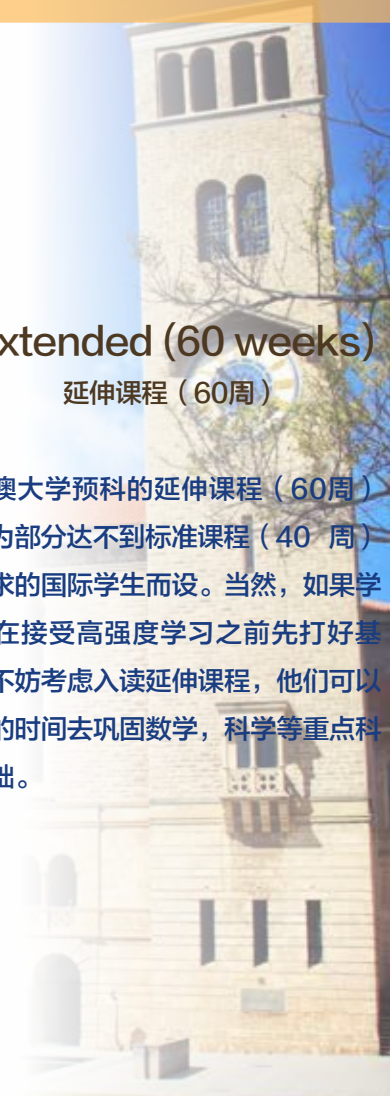 xtended (60 weeks)
延伸课程（60周）
澳大学预科的延伸课程（60周）
为部分达不到标准课程（40 周）
求的国际学生而设。当然，如果学
在接受高强度学习之前先打好基
不妨考虑入读延伸课程，他们可以
的时间去巩固数学，科学等重点科
础。